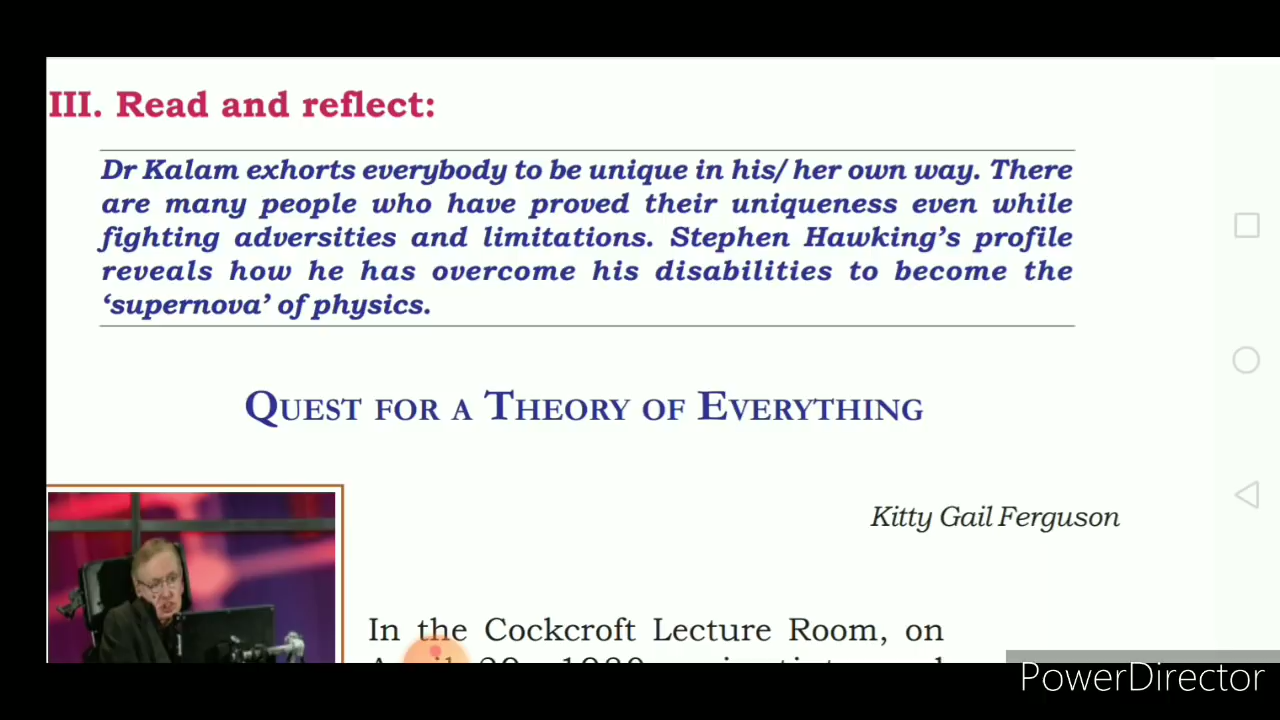 III. Read and reflect:
Dr Kalam exhorts everybody to be unique in his/ her own way. There
are many people who have proved their uniqueness even while
fighting adversities and limitations. Stephen Hawking's profile
reveals how he has overcome his disabilities to become the
‘supernova’ of physics.
QUEST FOR A THEORY OF EVERYTHING
Kitty Gail Ferguson
In the Cockcroft Lecture Room, on
PowerDirector